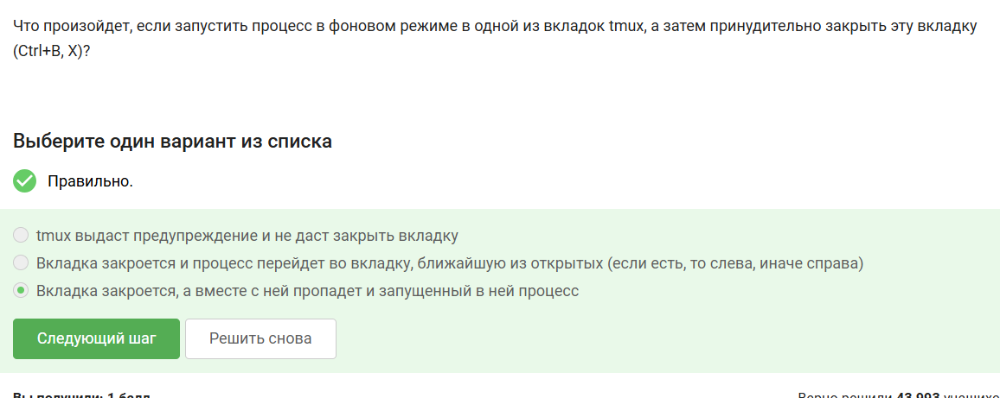 Что произойдет, если запустить процесс в фоновом режиме в одной из вкладок tmux, а затем принудительно закрыть эту вкладку
(Ctrl+B, X)?
Выберите один вариант из списка
Правильно.
tmux выдаст предупреждение и не даст закрыть вкладку
Вкладка закроется и процесс перейдет во вкладку, ближайшую из открытых (если есть, то слева, иначе справа)
Вкладка закроется, а вместе с ней пропадет и запущенный в ней процесс
Следующий шаг Решить снова
Вы получили: 1 балл Верно решили 43 993 учащихс